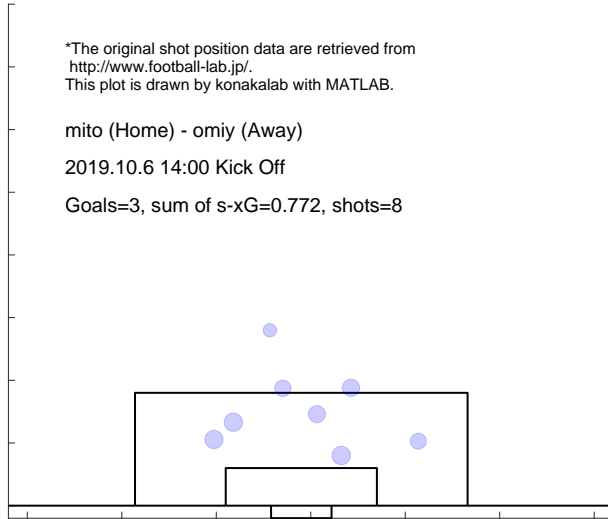 *The original shot position data are retrieved from
http://www.football-lab.jp/.
This plot is drawn by konakalab with MATLAB.
mito (Home) - omiy (Away)
2019.10.6 14:00 Kick Off
Goals=3, sum of s-xG=0.772, shots=8